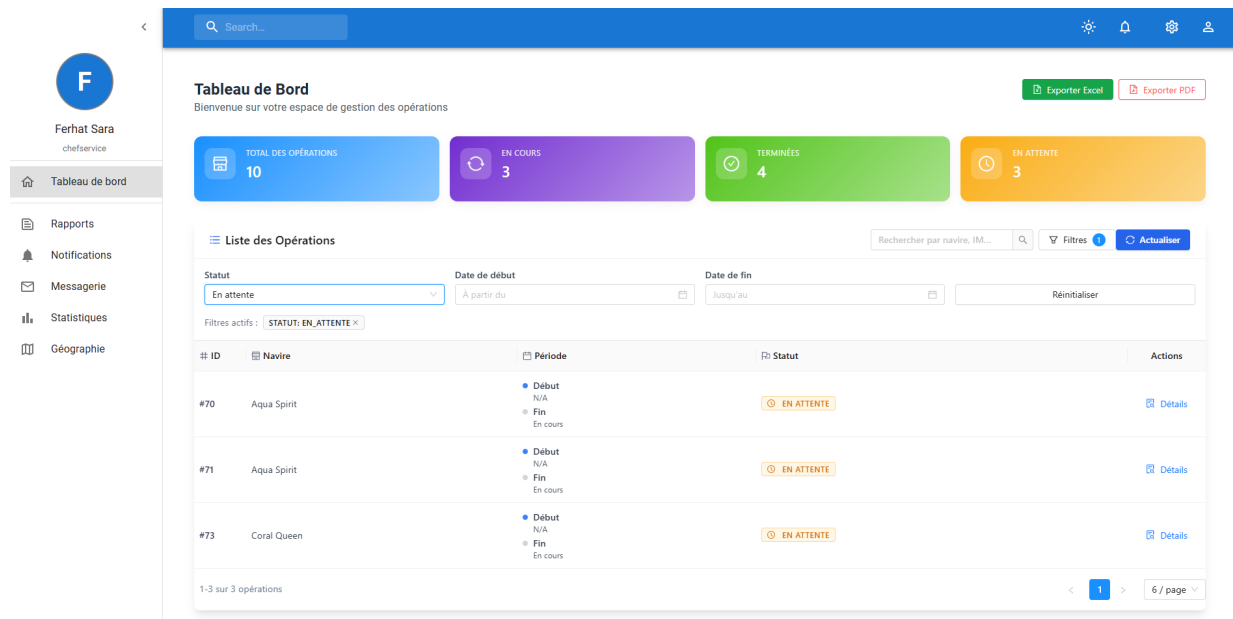 Search...
F
Ferhat Sara
chefservice
Tableau de bord
Rapports
Notifications
Messagerie
Statistiques
Géographie
Tableau de Bord
Bienvenue sur votre espace de gestion des opérations
Exporter Excel
Exporter PDF
TOTAL DES OPÉRATIONS
10
EN COURS
3
TERMINÉES
4
EN ATTENTE
3
Liste des Opérations
Rechercher par navire, IM...
Filtres 1
Actualiser
Statut
Date de début
Date de fin
En attente
À partir du
Jusqu'au
Réinitialiser
Filtres actifs :
STATUT: EN_ATTENTE ×
# ID
Navire
Période
Statut
Actions
#70
Aqua Spirit
Début
N/A
Fin
En cours
EN ATTENTE
Détails
#71
Aqua Spirit
Début
N/A
Fin
En cours
EN ATTENTE
Détails
#73
Coral Queen
Début
N/A
Fin
En cours
EN ATTENTE
Détails
1-3 sur 3 opérations
< 1 >
6 / page